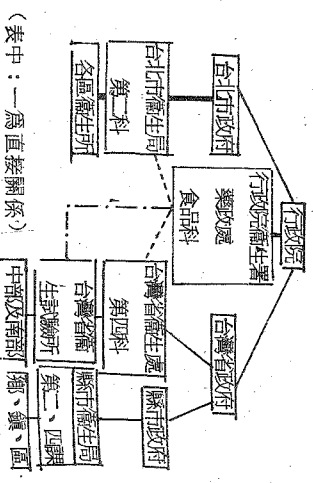 行政院
台北市政府
行政院衛生署
藥政處
食品科
台灣省政府
台北市衛生局
第二科
台灣省衛生處
第四科
縣市政府
各區衛生所
台灣省衛
生試驗所
縣市衛生局
第二、四課
中部及南部
鄉、鎮、區
（表中：一爲直接關係）